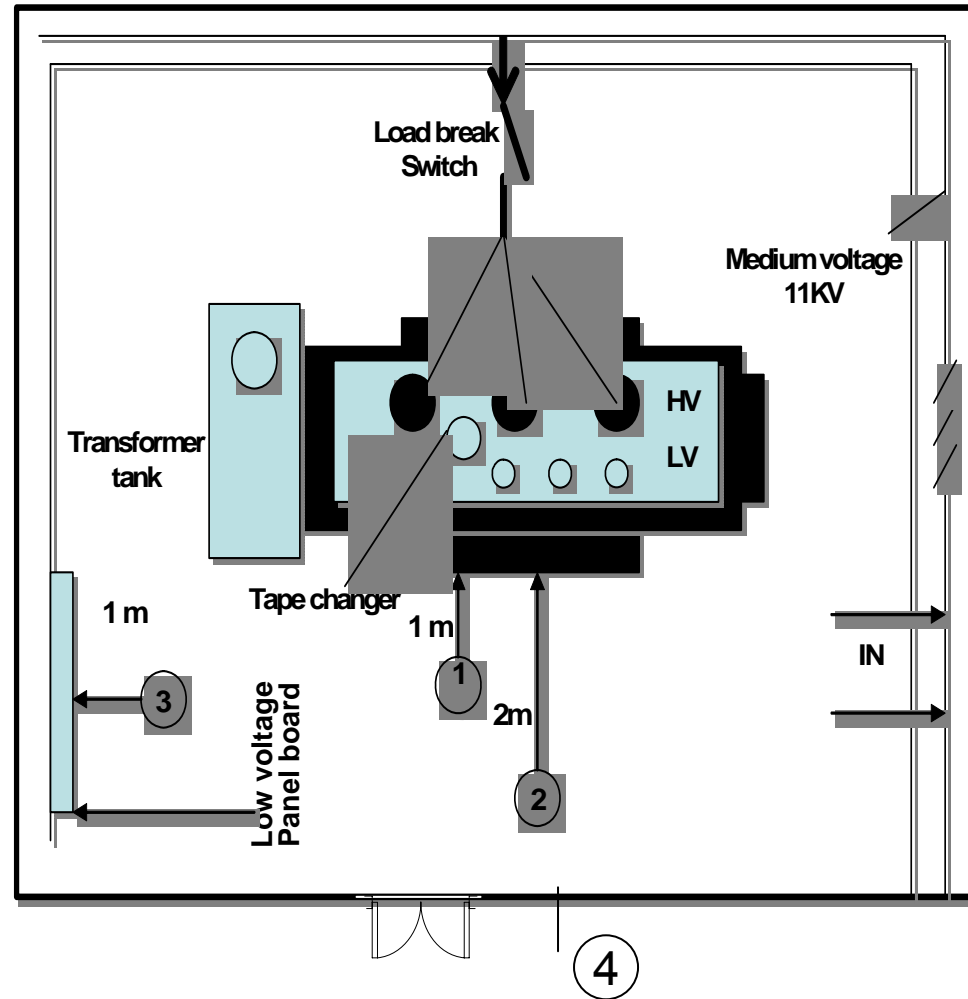 Load break
Switch
Medium voltage
11KV
HV
LV
Transformer
tank
Tape changer
1 m
1 m
1
IN
3
2m
Low voltage
Panel board
2
4